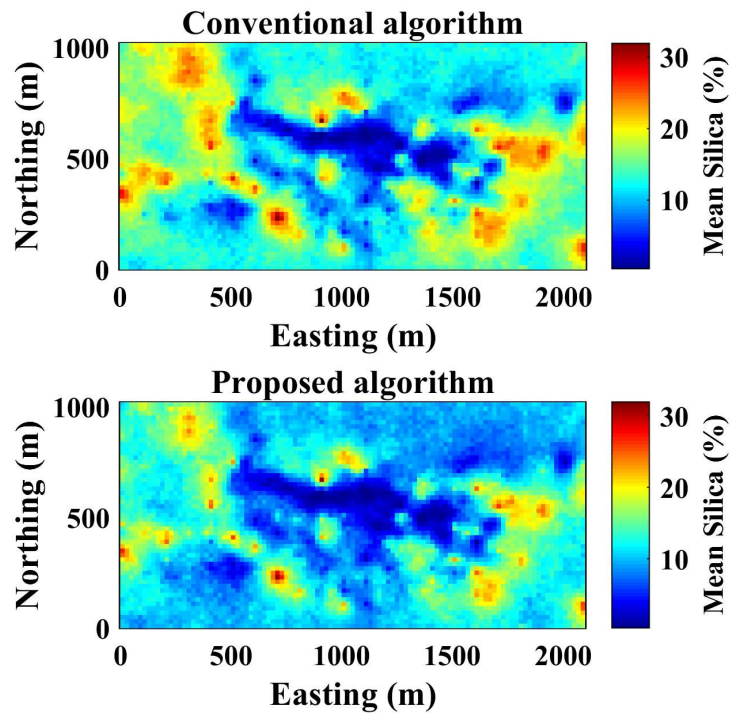 Conventional algorithm
1000
500
0
Northing (m)
0 500 1000 1500 2000
Easting (m)
30
20
10
Mean Silica (%)
Proposed algorithm
1000
500
0
Northing (m)
0 500 1000 1500 2000
Easting (m)
30
20
10
Mean Silica (%)